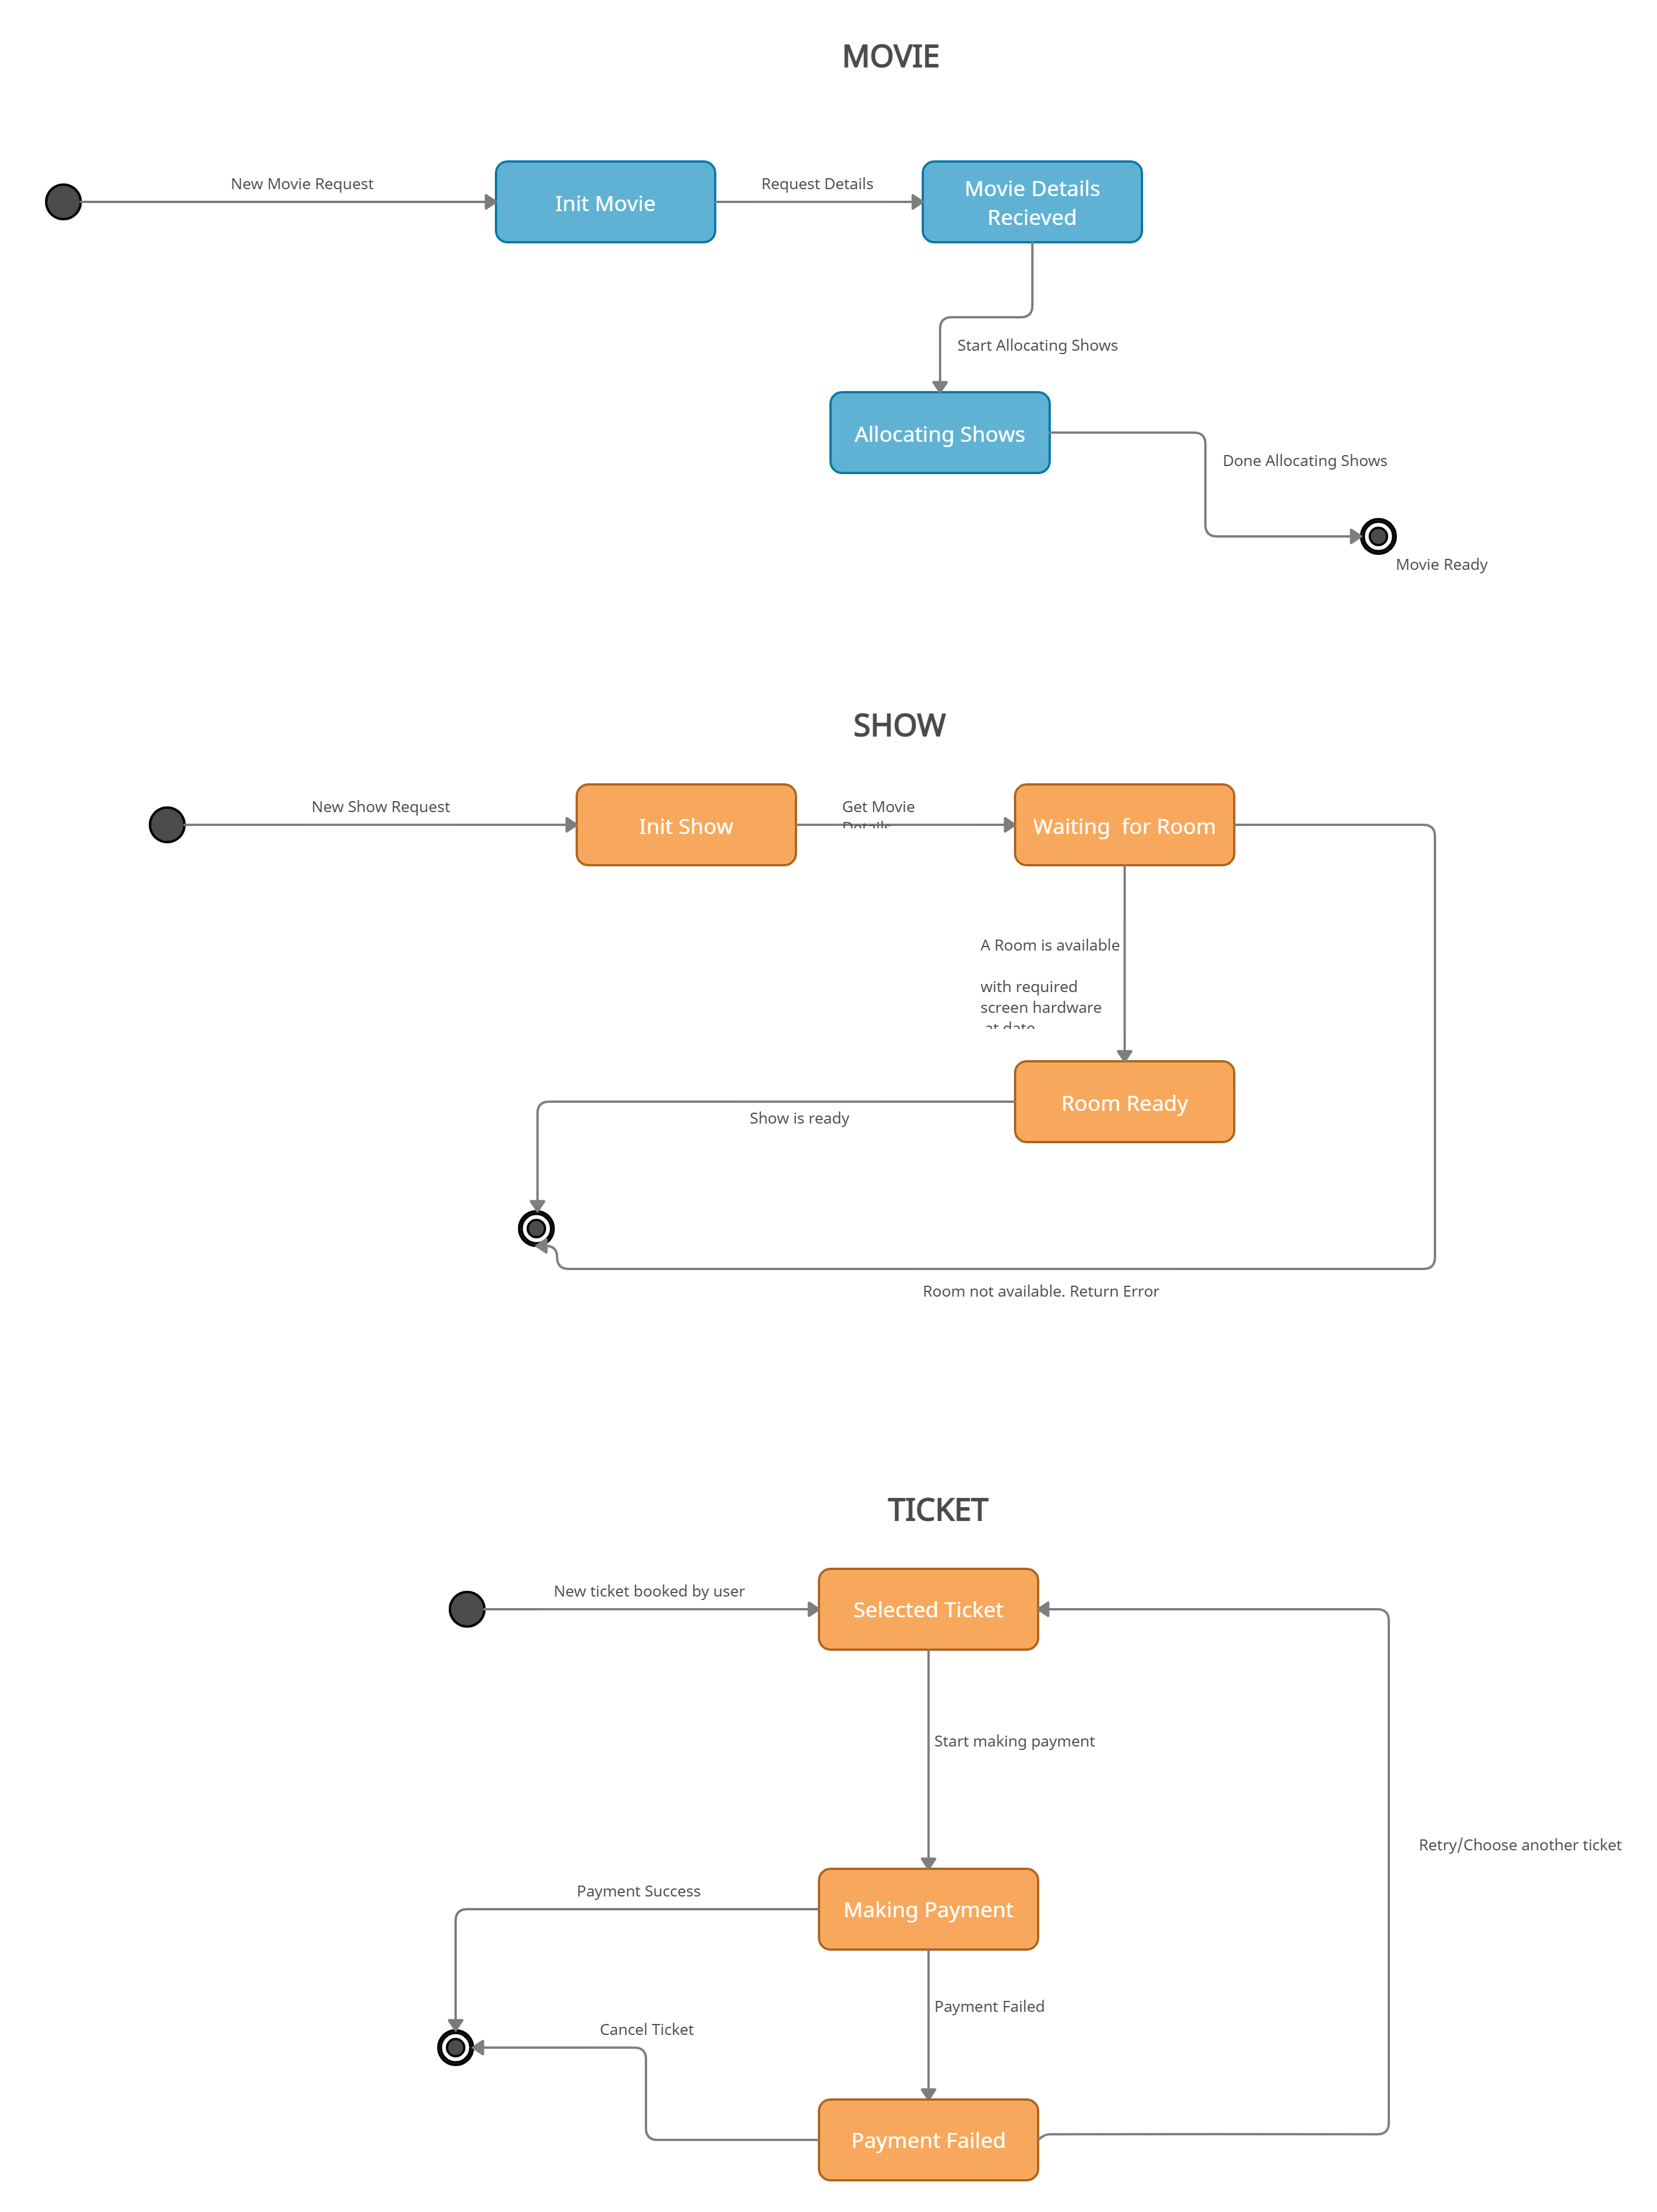 MOVIE
New Movie Request
Init Movie
Request Details
Movie Details
Recieved
Start Allocating Shows
Allocating Shows
Done Allocating Shows
Movie Ready
SHOW
New Show Request
Init Show
Get Movie
Details
Waiting  for Room
A Room is available
with required
screen hardware
at date
Room Ready
Show is ready
Room not available. Return Error
TICKET
New ticket booked by user
Selected Ticket
Start making payment
Retry/Choose another ticket
Payment Success
Making Payment
Payment Failed
Cancel Ticket
Payment Failed